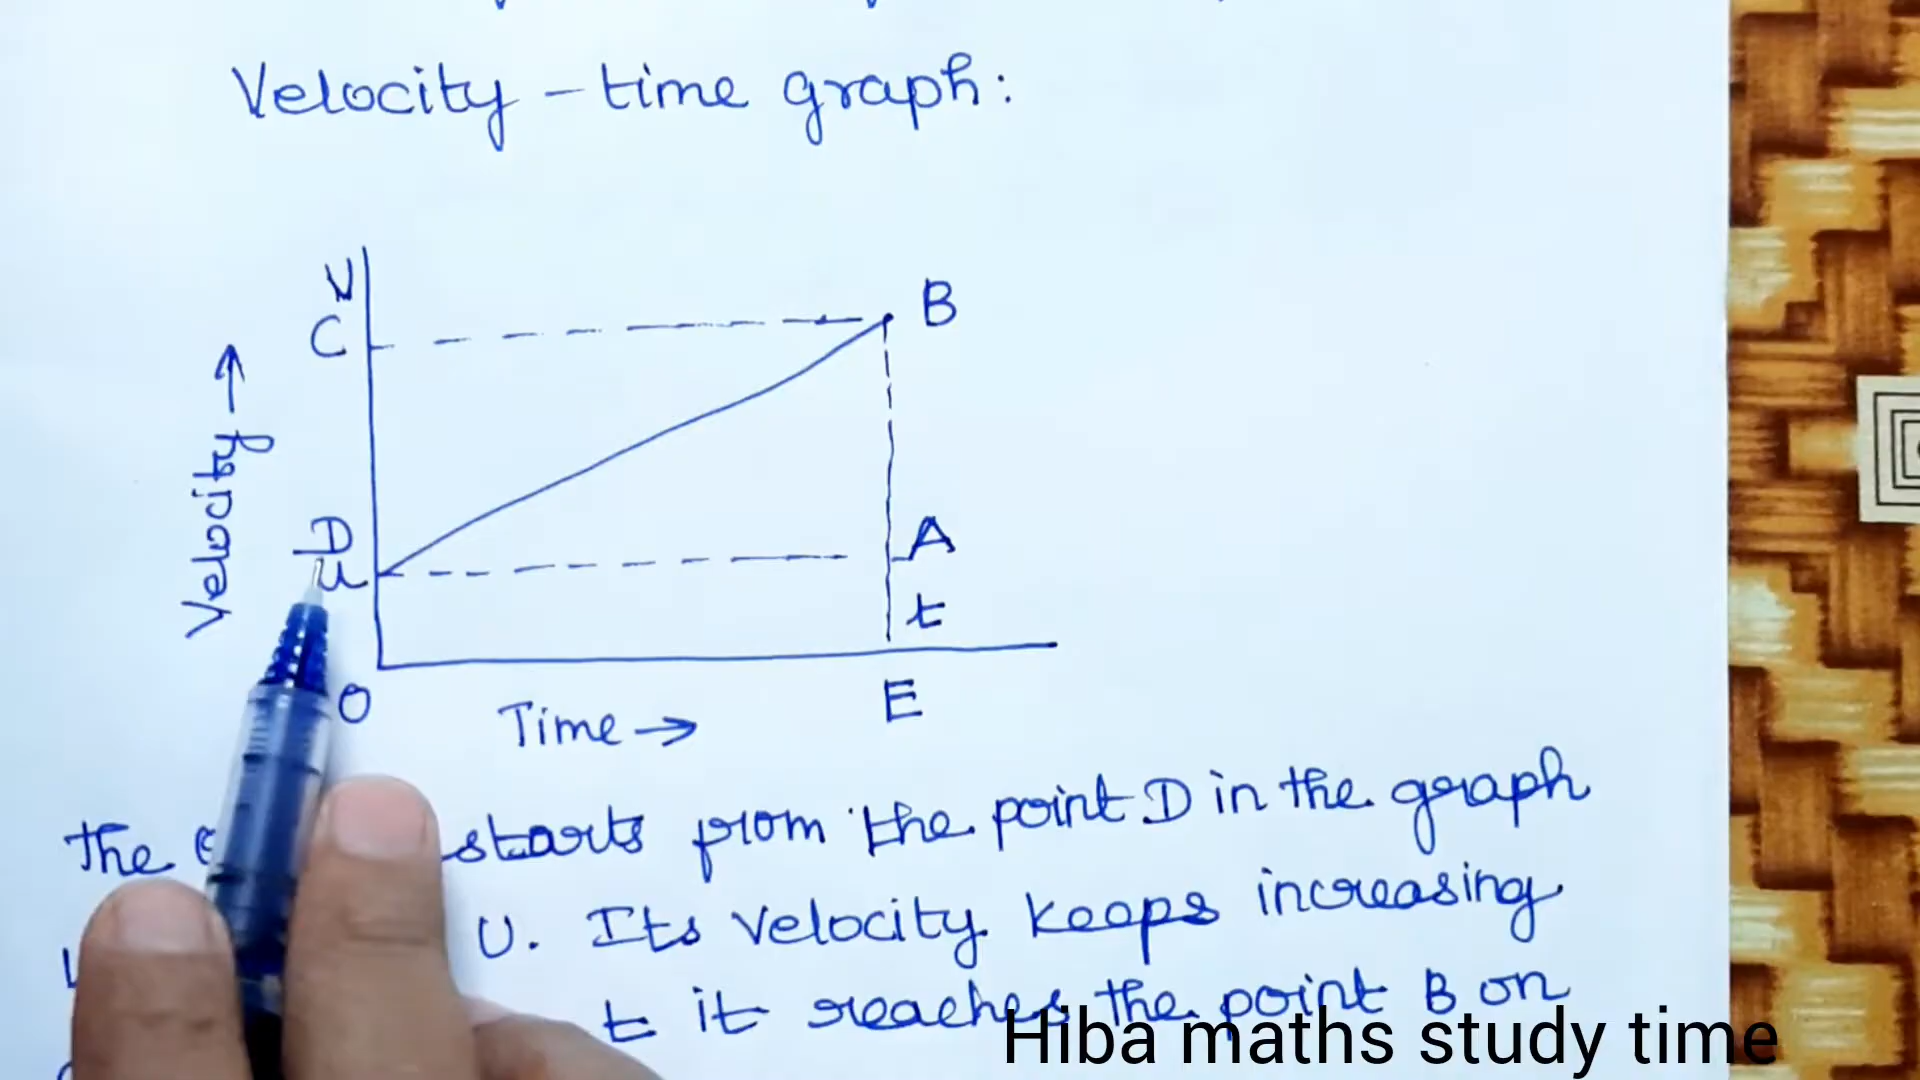 Velocity - time graph:
V
C
B
Velocity →
D
u
A
t
O
E
Time →
The starts from the point D in the graph
U. Its velocity keeps increasing
t it reaches the point B on
Hiba maths study time